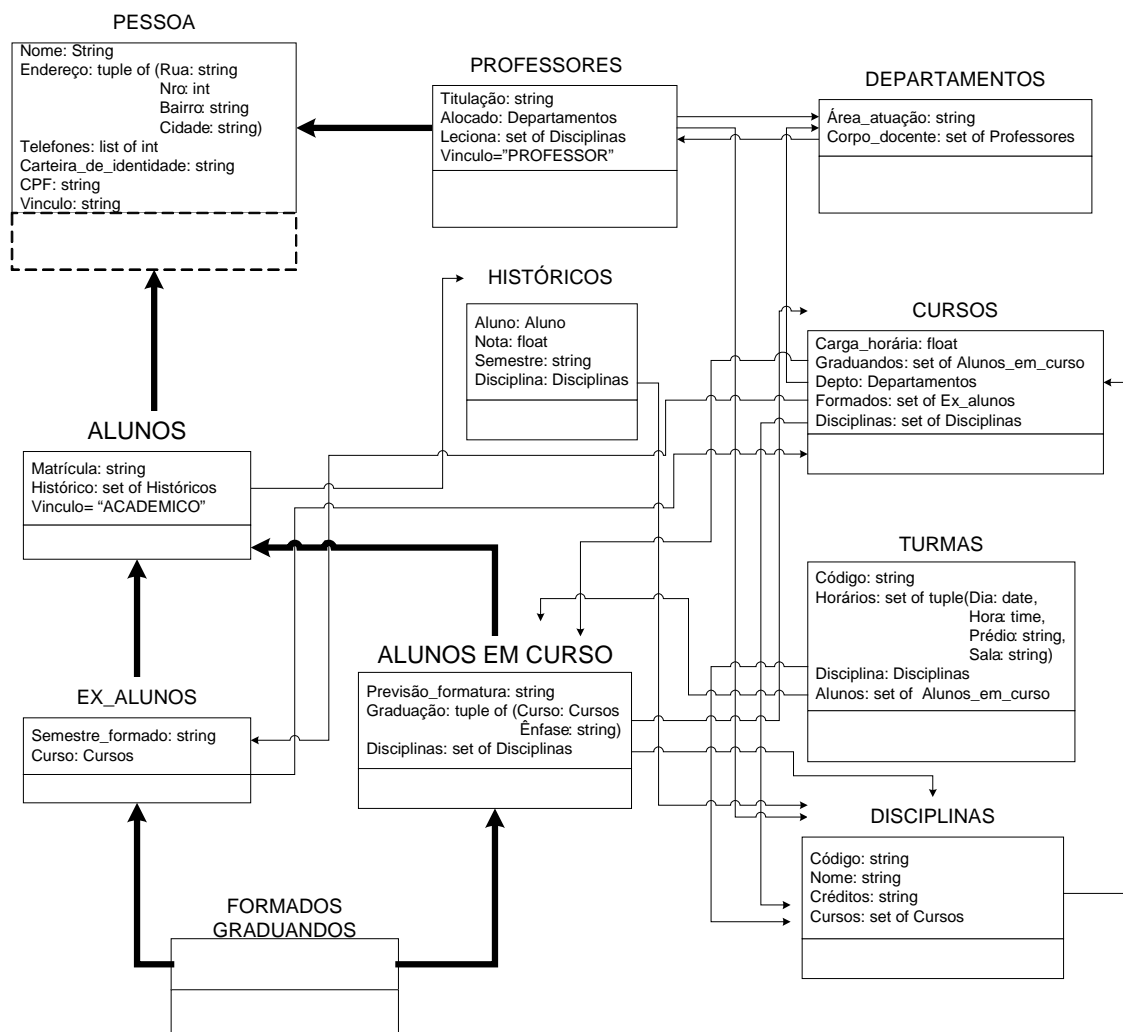 PESSOA
Nome: String
Endereço: tuple of (Rua: string
Nro: int
Bairro: string
Cidade: string)
Telefones: list of int
Carteira_de_identidade: string
CPF: string
Vinculo: string
PROFESSORES
Titulação: string
Alocado: Departamentos
Leciona: set of Disciplinas
Vinculo="PROFESSOR”
DEPARTAMENTOS
Área_atuação: string
Corpo_docente: set of Professores
HISTÓRICOS
Aluno: Aluno
Nota: float
Semestre: string
Disciplina: Disciplinas
CURSOS
Carga_horária: float
Graduandos: set of Alunos_em_curso
Depto: Departamentos
Formados: set of Ex_alunos
Disciplinas: set of Disciplinas
ALUNOS
Matrícula: string
Histórico: set of Históricos
Vinculo= “ACADEMICO”
TURMAS
Código: string
Horários: set of tuple(Dia: date,
Hora: time,
Prédio: string,
Sala: string)
Disciplina: Disciplinas
Alunos: set of Alunos_em_curso
ALUNOS EM CURSO
Previsão_formatura: string
Graduação: tuple of (Curso: Cursos
Ênfase: string)
Disciplinas: set of Disciplinas
EX_ALUNOS
Semestre_formado: string
Curso: Cursos
DISCIPLINAS
Código: string
Nome: string
Créditos: string
Cursos: set of Cursos
FORMADOS
GRADUANDOS